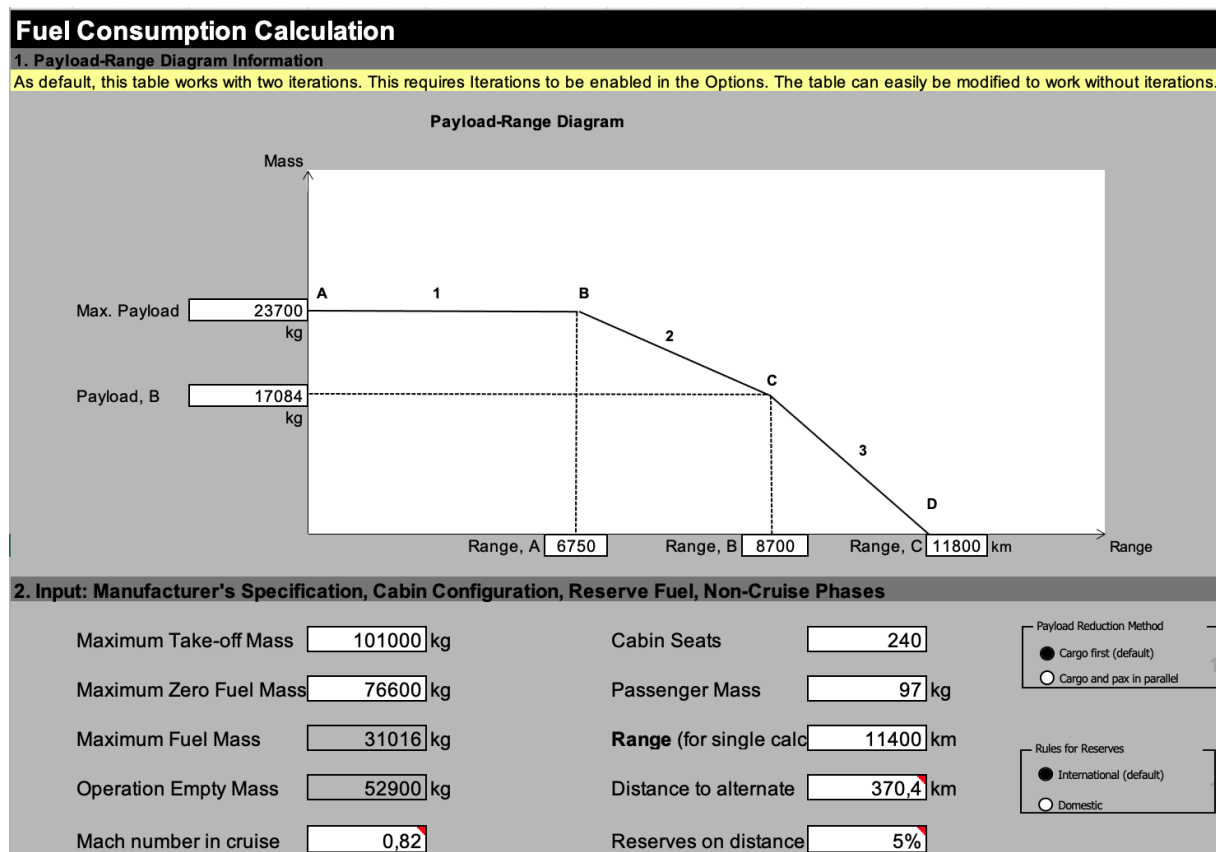 Fuel Consumption Calculation
1. Payload-Range Diagram Information
As default, this table works with two iterations. This requires Iterations to be enabled in the Options. The table can easily be modified to work without iterations.
Payload-Range Diagram
Mass
A 1 B
Max. Payload 23700
kg
2
C
Payload, B 17084
kg
3
D
Range, A 6750 Range, B 8700 Range, C 11800 km Range
2. Input: Manufacturer's Specification, Cabin Configuration, Reserve Fuel, Non-Cruise Phases
Maximum Take-off Mass 101000 kg Cabin Seats 240
Payload Reduction Method
Cargo first (default)
Cargo and pax in parallel
Maximum Zero Fuel Mass 76600 kg Passenger Mass 97 kg
Maximum Fuel Mass 31016 kg Range (for single calc 11400 km
Rules for Reserves
International (default)
Domestic
Operation Empty Mass 52900 kg Distance to alternate 370,4 km
Mach number in cruise 0,82 Reserves on distance 5%